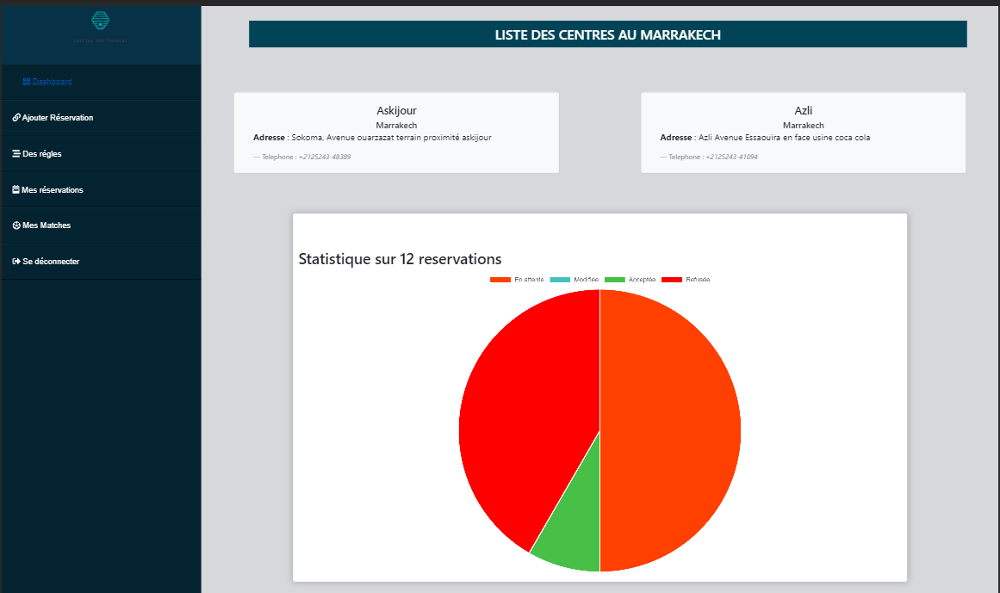 Dashboard
Ajouter Réservation
Des régles
Mes réservations
Mes Matches
Se déconnecter
LISTE DES CENTRES AU MARRAKECH
Askijour
Marrakech
Adresse : Sokoma, Avenue ouarzazat terrain proximité askijour
— Telephone : +2125243-48389
Azli
Marrakech
Adresse : Azli Avenue Essaouira en face usine coca cola
— Telephone : +2125243-41094
Statistique sur 12 reservations
En attente Modifiée Acceptée Refusée